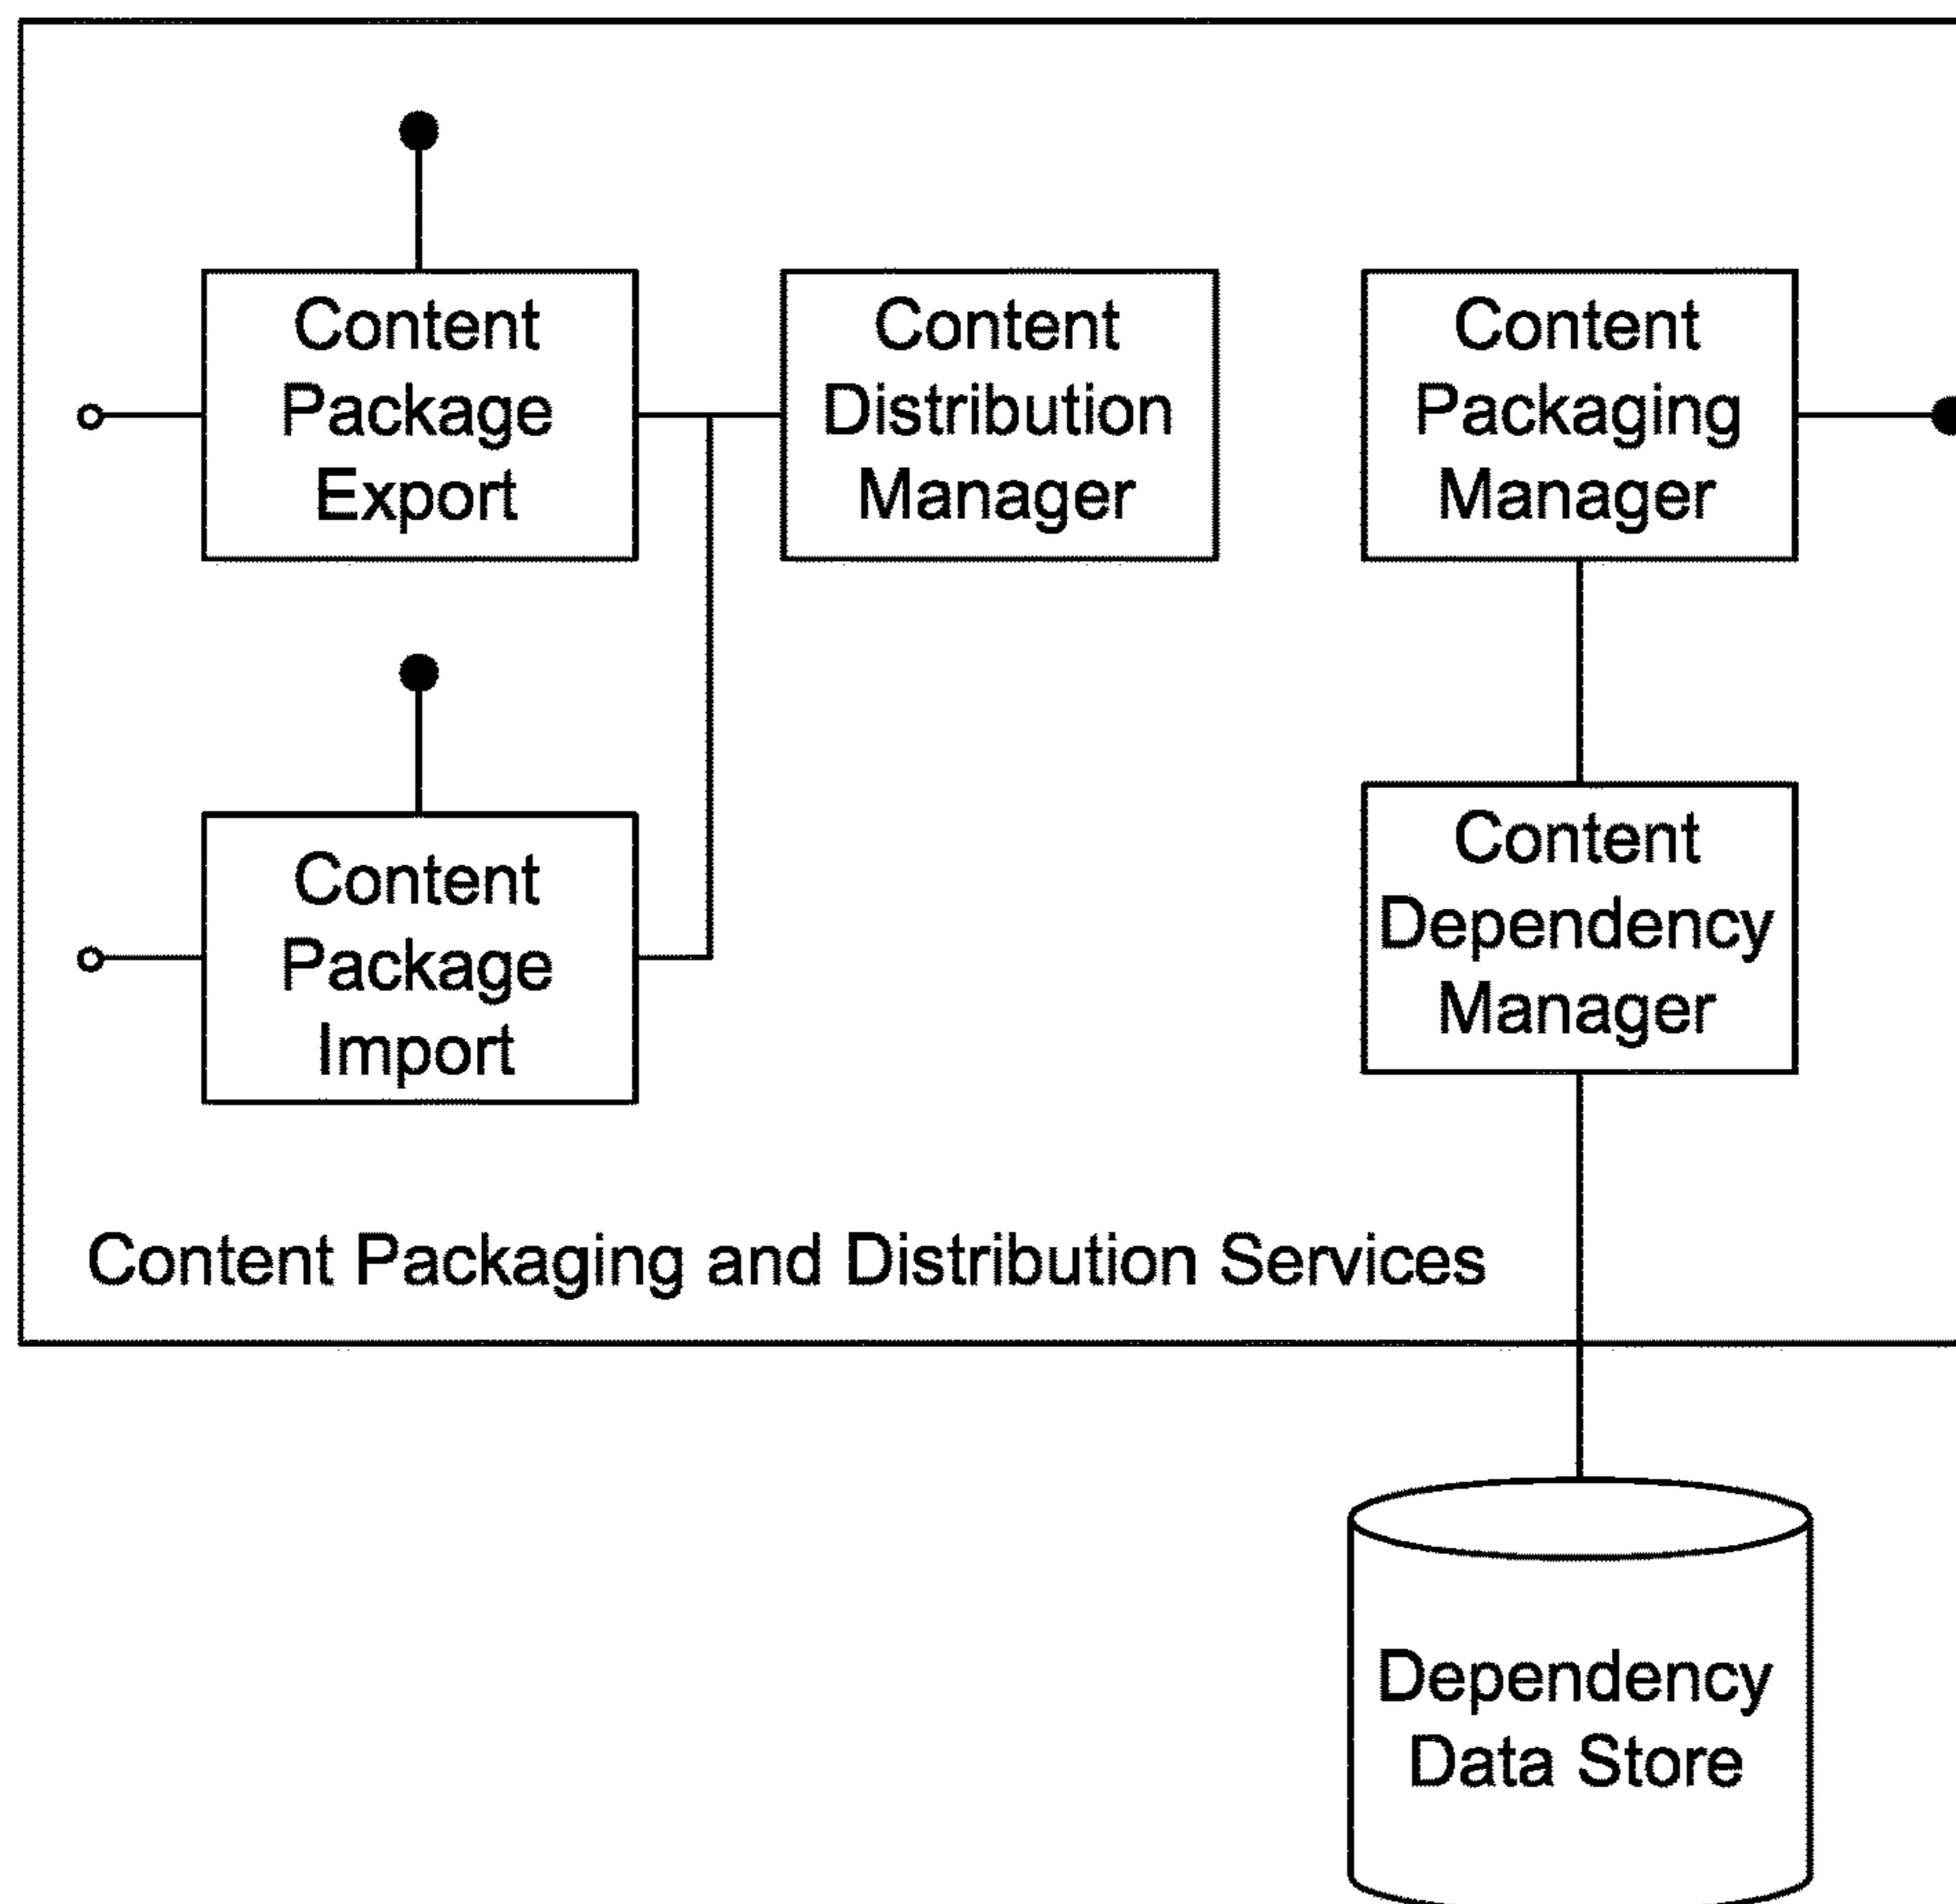 Content
Package
Export
Content
Distribution
Manager
Content
Packaging
Manager
Content
Package
Import
Content
Dependency
Manager
Content Packaging and Distribution Services
Dependency
Data Store